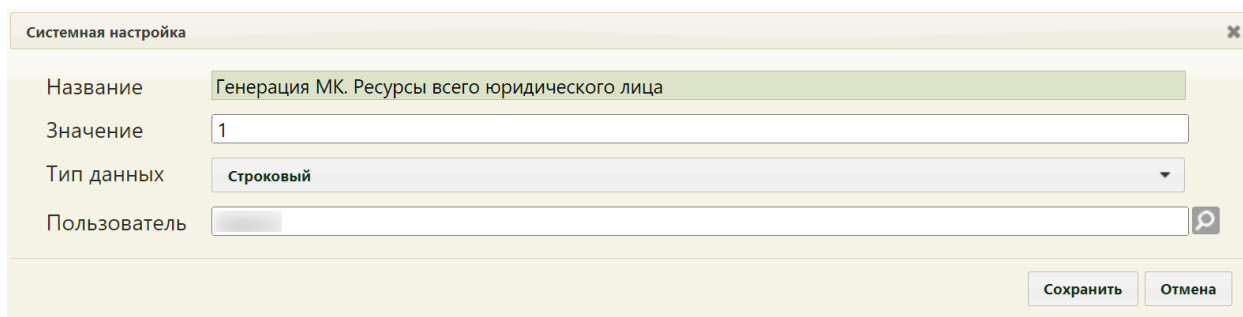 Системная настройка
Название Генерация МК. Ресурсы всего юридического лица
Значение 1
Тип данных Строковый
Пользователь
Сохранить Отмена